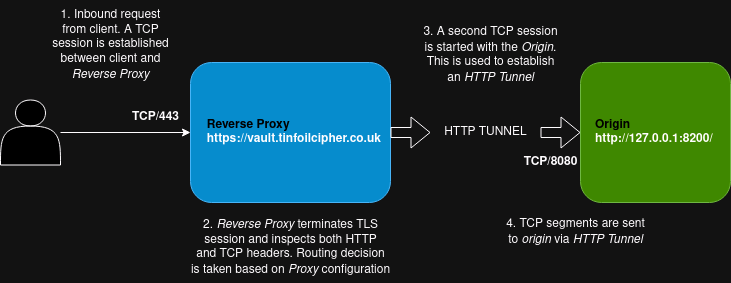 1. Inbound request
from client. A TCP
session is established
between client and
Reverse Proxy
TCP/443
Reverse Proxy
https://vault.tinfoilcipher.co.uk
2. Reverse Proxy terminates TLS
session and inspects both HTTP
and TCP headers. Routing decision
is taken based on Proxy configuration
3. A second TCP session
is started with the Origin.
This is used to establish
an HTTP Tunnel
HTTP TUNNEL
TCP/8080
Origin
http://127.0.0.1:8200/
4. TCP segments are sent
to origin via HTTP Tunnel